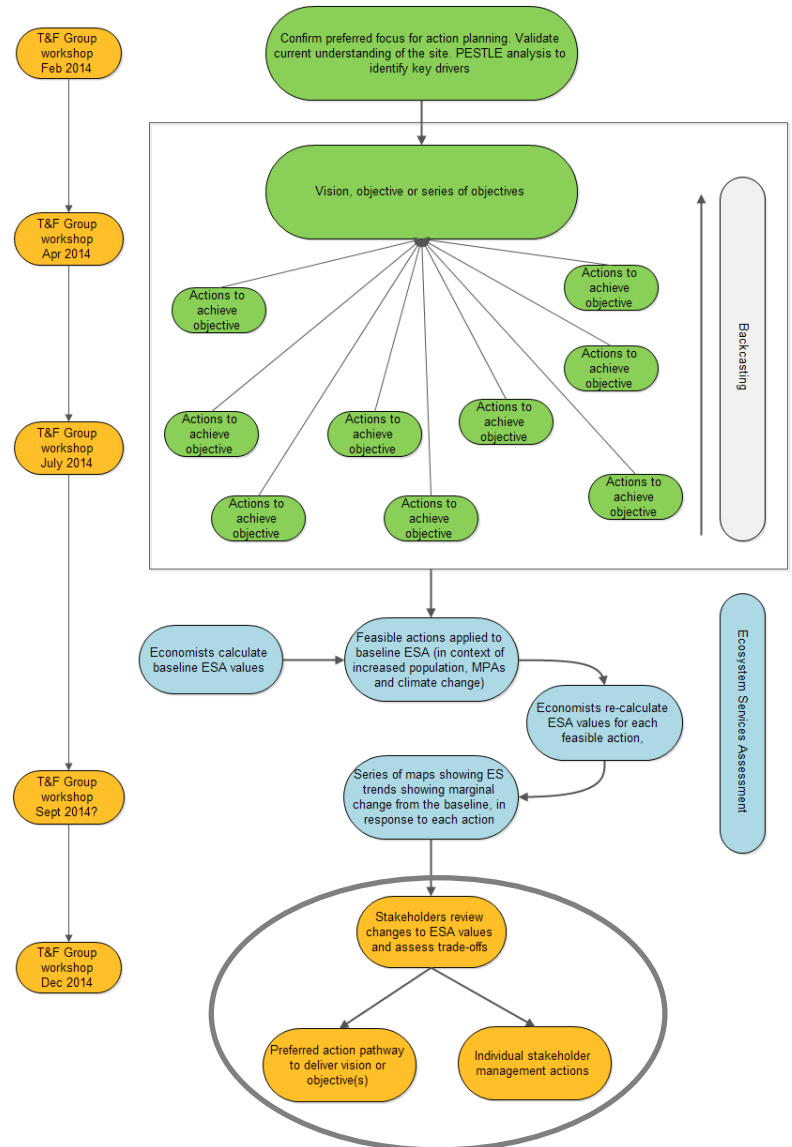 T&F Group
workshop
Feb 2014
Confirm preferred focus for action planning. Validate
current understanding of the site. PESTLE analysis to
identify key drivers
T&F Group
workshop
Apr 2014
Vision, objective or series of objectives
Actions to
achieve
objective
Actions to
achieve
objective
Actions to
achieve
objective
Actions to
achieve
objective
Actions to
achieve
objective
Actions to
achieve
objective
Actions to
achieve
objective
Actions to
achieve
objective
Actions to
achieve
objective
Backcasting
T&F Group
workshop
July 2014
Economists calculate
baseline ESA values
Feasible actions applied to
baseline ESA (in context of
increased population, MPAs
and climate change)
Economists re-calculate
ESA values for each
feasible action,
Ecosystem Services Assessment
T&F Group
workshop
Sept 2014?
Series of maps showing ES
trends showing marginal
change from the baseline, in
response to each action
Stakeholders review
changes to ESA values
and assess trade-offs
T&F Group
workshop
Dec 2014
Preferred action pathway
to deliver vision or
objective(s)
Individual stakeholder
management actions